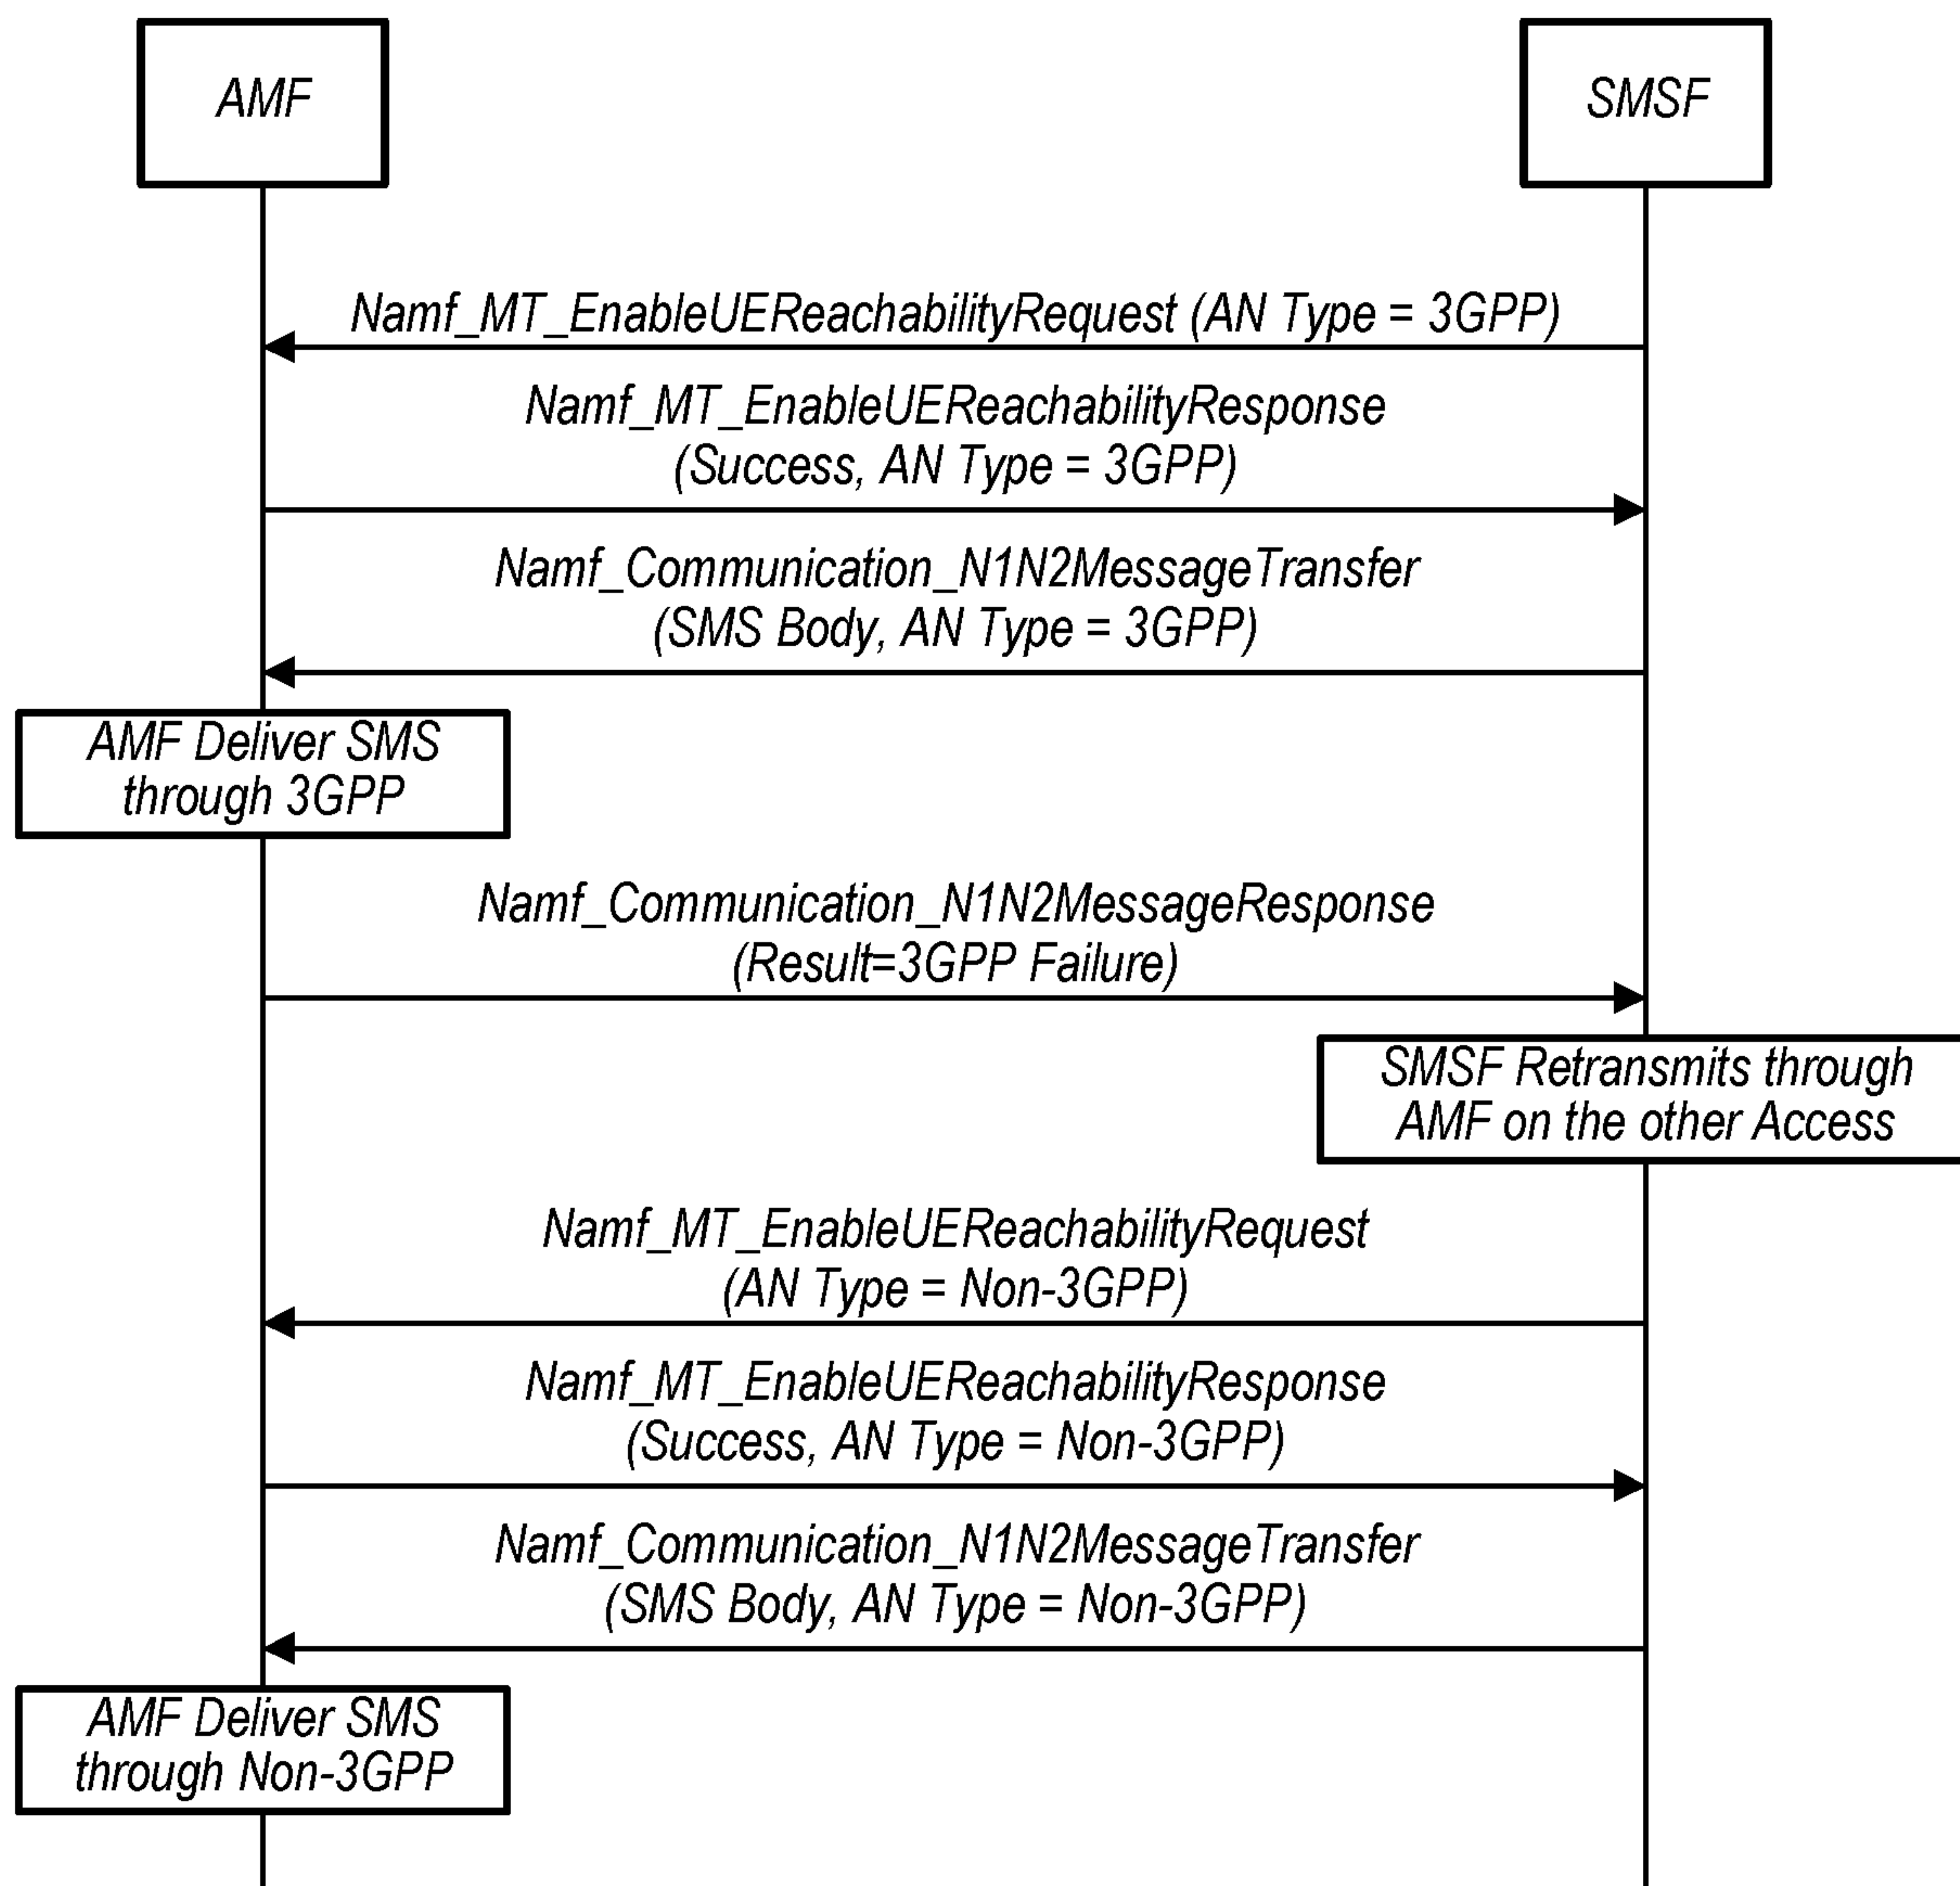 AMF
SMSF
Namf_MT_EnableUEReachabilityRequest (AN Type = 3GPP)
Namf_MT_EnableUEReachabilityResponse
(Success, AN Type = 3GPP)
Namf_Communication_N1N2MessageTransfer
(SMS Body, AN Type = 3GPP)
AMF Deliver SMS
through 3GPP
Namf_Communication_N1N2MessageResponse
(Result=3GPP Failure)
SMSF Retransmits through
AMF on the other Access
Namf_MT_EnableUEReachabilityRequest
(AN Type = Non-3GPP)
Namf_MT_EnableUEReachabilityResponse
(Success, AN Type = Non-3GPP)
Namf_Communication_N1N2MessageTransfer
(SMS Body, AN Type = Non-3GPP)
AMF Deliver SMS
through Non-3GPP